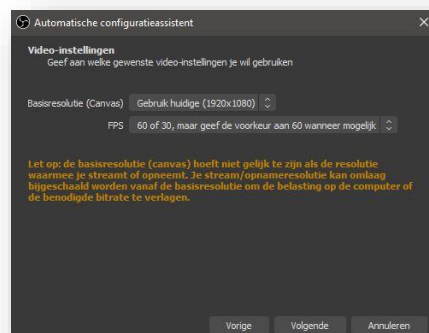 Automatische configuratieassistent
Video-instellingen
Geef aan welke gewenste video-instellingen je wil gebruiken
Basisresolutie (Canvas) Gebruik huidige (1920x1080)
FPS 60 of 30, maar geef de voorkeur aan 60 wanneer mogelijk
Let op: de basisresolutie (canvas) hoeft niet gelijk te zijn als de resolutie
waarmee je streamt of opneemt. Je stream/opnameresolutie kan omlaag
bijgeschaald worden vanaf de basisresolutie om de belasting op de computer of
de benodigde bitrate te verlagen.
Vorige Volgende Annuleren